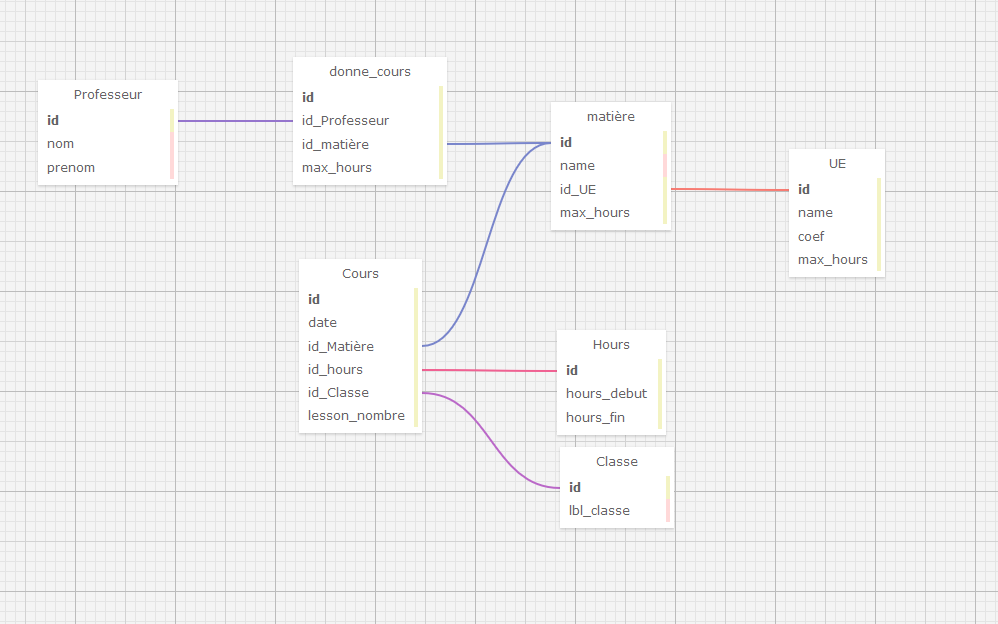 Professeur
id
nom
prenom
donne_cours
id
id_Professeur
id_matière
max_hours
matière
id
name
id_UE
max_hours
UE
id
name
coef
max_hours
Cours
id
date
id_Matière
id_hours
id_Classe
lesson_nombre
Hours
id
hours_debut
hours_fin
Classe
id
lbl_classe